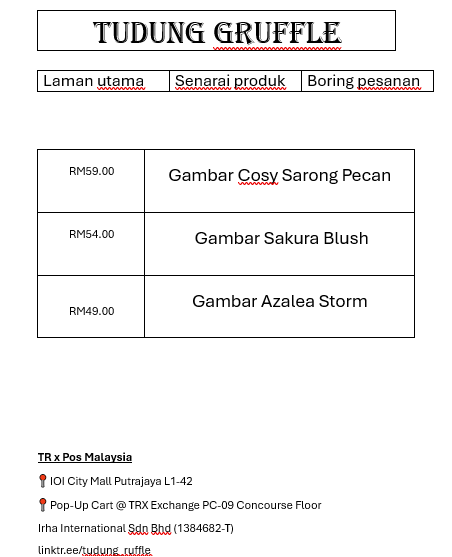 TUDUNG GRUFFLE
Laman utama Senarai produk Boring pesanan
RM59.00 Gambar Cosy Sarong Pecan
RM54.00 Gambar Sakura Blush
RM49.00 Gambar Azalea Storm
TR x Pos Malaysia
📍IOI City Mall Putrajaya L1-42
📍Pop-Up Cart @ TRX Exchange PC-09 Concourse Floor
Irha International Sdn Bhd (1384682-T)
linktr.ee/tudung_ruffle